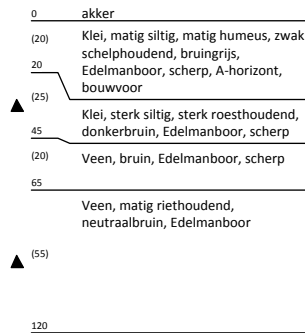 0 akker
(20) Klei, matig siltig, matig humeus, zwak
schelphoudend, bruingrijs,
20 Edelmanboor, scherp, A-horizont,
bouwvoor
(25)
Klei, sterk siltig, sterk roesthoudend,
45 donkerbruin, Edelmanboor, scherp
(20) Veen, bruin, Edelmanboor, scherp
65
Veen, matig riethoudend,
neutraalbruin, Edelmanboor
(55)
120